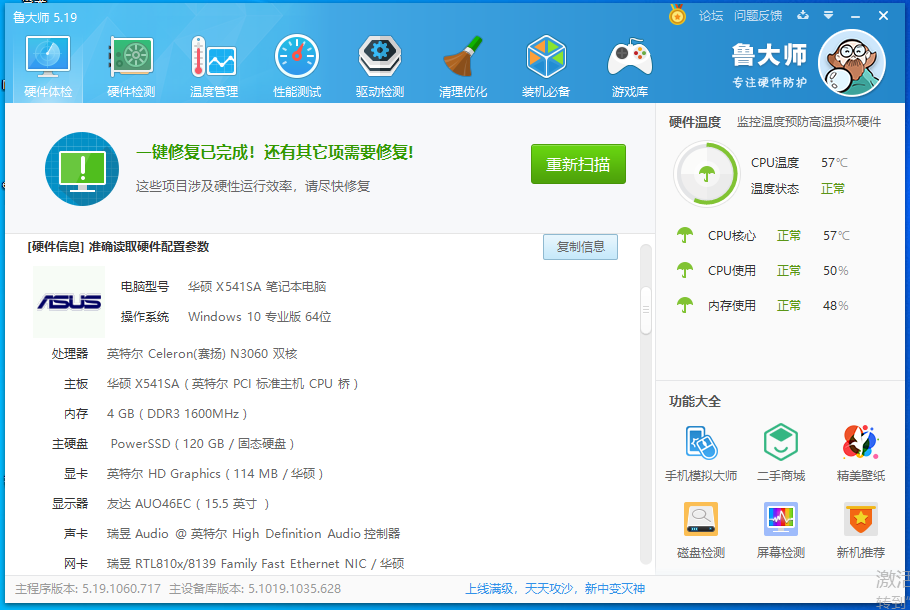 鲁大师 5.19
论坛 问题反馈
硬件体检 硬件检测 温度管理 性能测试 驱动检测 清理优化 装机必备 游戏库
鲁大师
专注硬件防护
一键修复已完成！还有其它项需要修复!
这些项目涉及硬性运行效率，请尽快修复
重新扫描
[硬件信息] 准确读取硬件配置参数
复制信息
ASUS
电脑型号 华硕 X541SA 笔记本电脑
操作系统 Windows 10 专业版 64位
处理器 英特尔 Celeron(赛扬) N3060 双核
主板 华硕 X541SA ( 英特尔 PCI 标准主机 CPU 桥 )
内存 4 GB ( DDR3 1600MHz )
主硬盘 PowerSSD ( 120 GB / 固态硬盘 )
显卡 英特尔 HD Graphics ( 114 MB / 华硕 )
显示器 友达 AUO46EC ( 15.5 英寸 )
声卡 瑞昱 Audio @ 英特尔 High Definition Audio 控制器
网卡 瑞昱 RTL810x/8139 Family Fast Ethernet NIC / 华硕
硬件温度 监控温度预防高温损坏硬件
CPU温度 57℃
温度状态 正常
CPU核心 正常 57℃
CPU使用 正常 50%
内存使用 正常 48%
功能大全
手机模拟大师 二手商城 精美壁纸
磁盘检测 屏幕检测 新机推荐
主程序版本: 5.19.1060.717 主设备库版本: 5.1019.1035.628
上线满级，天天攻沙，新中变灭神
激活
转到